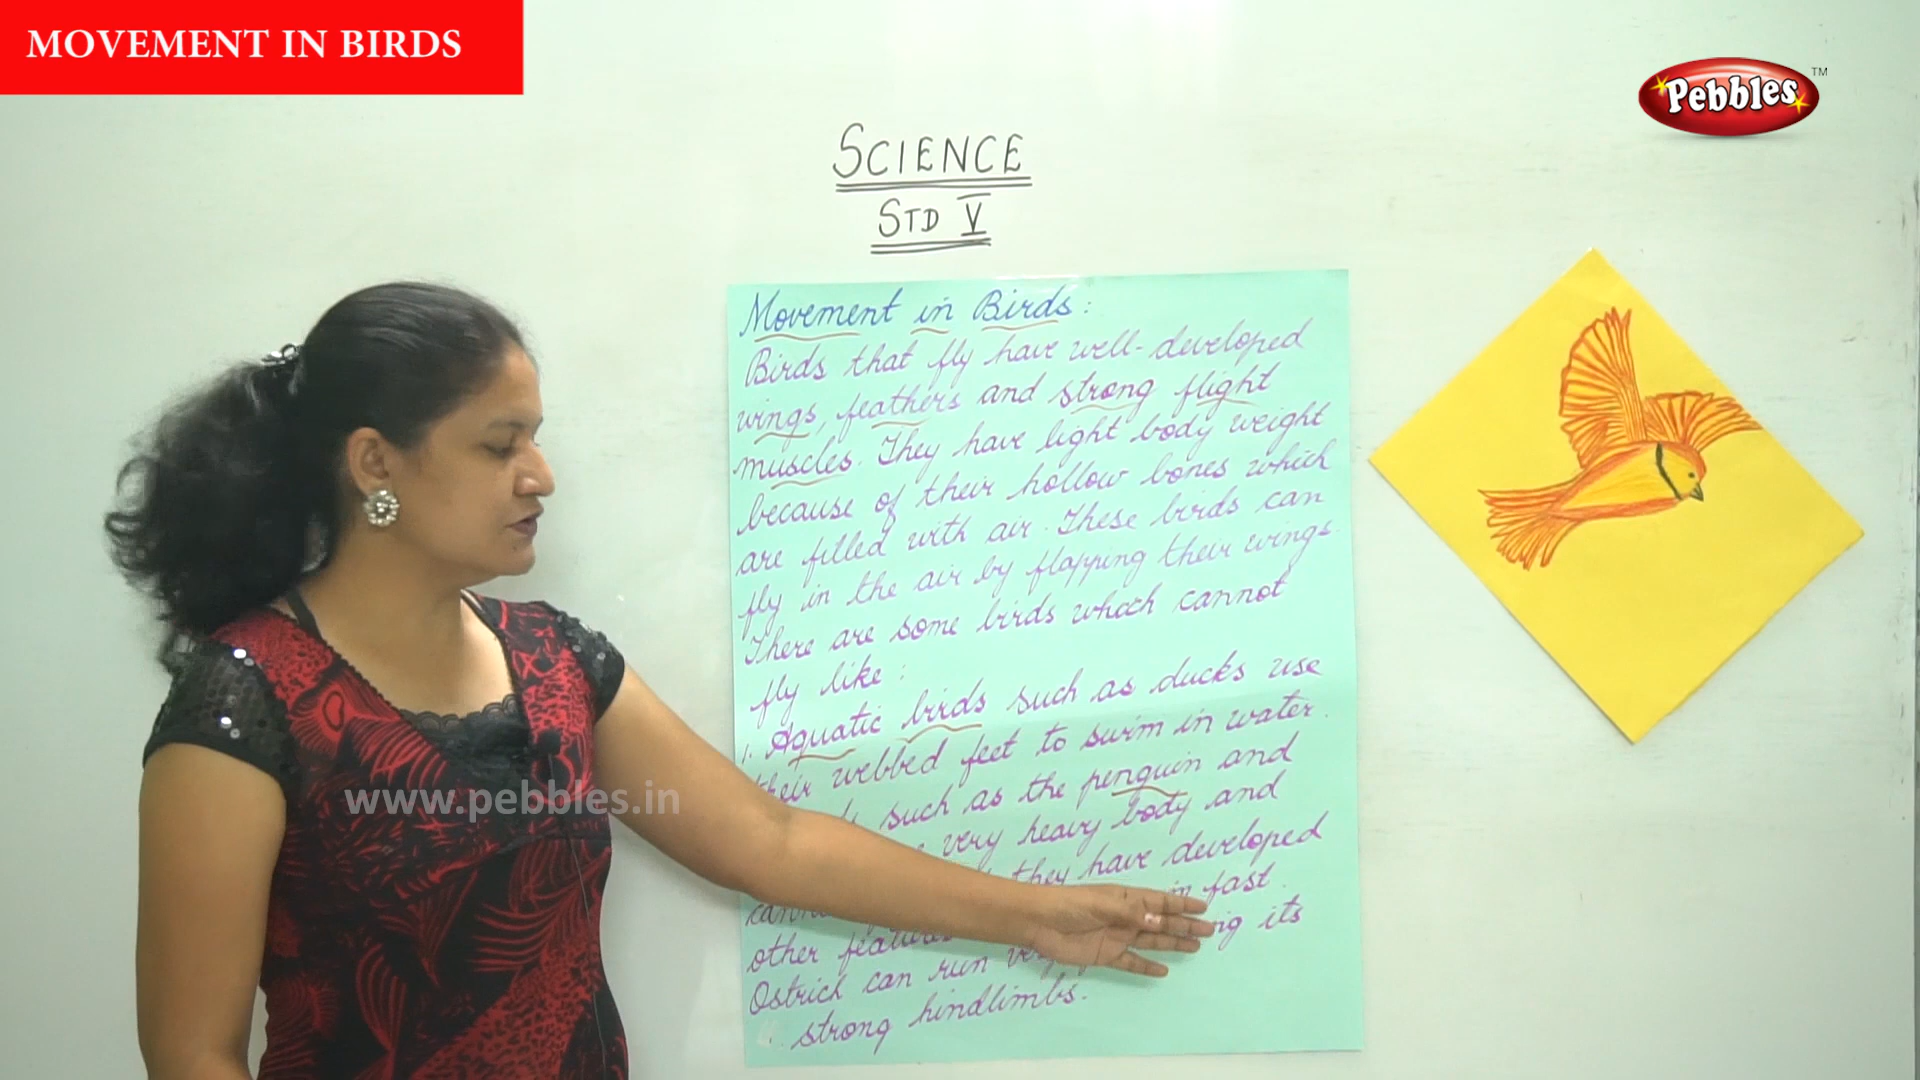 MOVEMENT IN BIRDS
Pebbles TM
SCIENCE
STD V
Movement in Birds:
Birds that fly have well-developed
wings, feathers and strong flight
muscles. They have light body weight
because of their hollow bones which
are filled with air. These birds can
fly in the air by flapping their wings.
There are some birds which cannot
fly like:
1. Aquatic birds such as ducks use
their webbed feet to swim in water.
such as the penguin and
very heavy body and
they have developed
other features in fast.
Ostrich can run its
strong hindlimbs.
www.pebbles.in